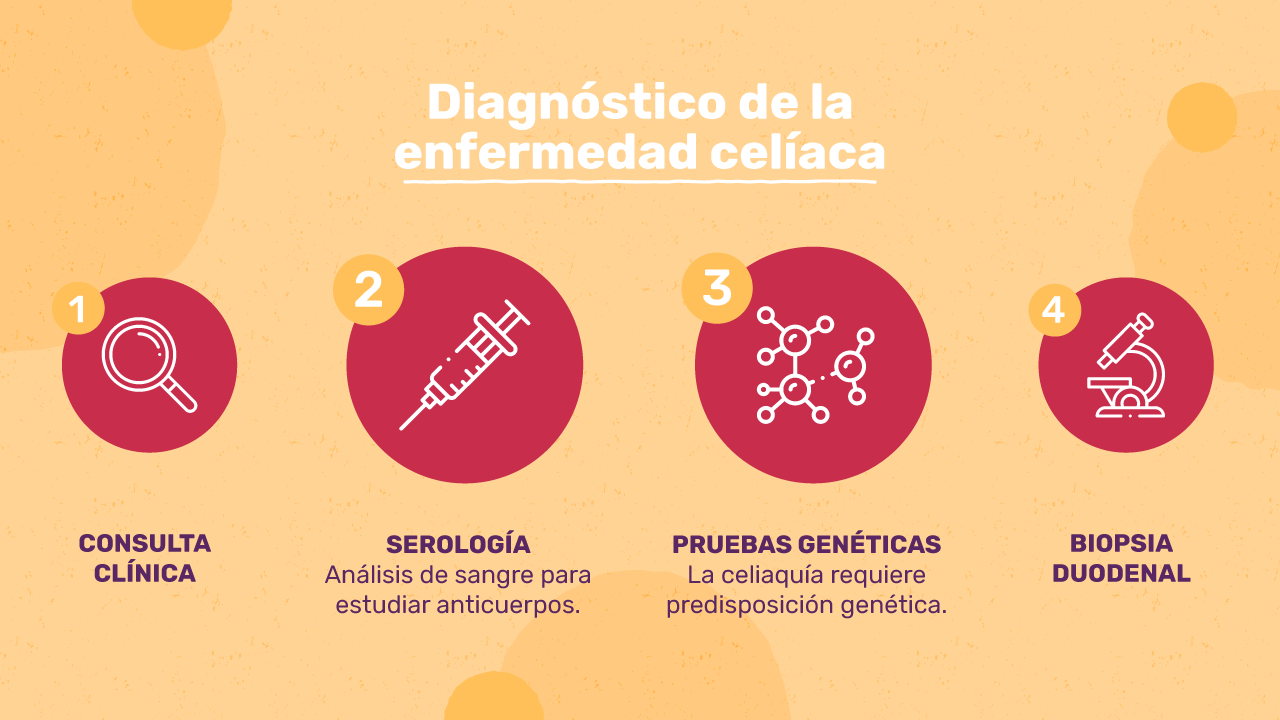 Diagnóstico de la
enfermedad celíaca
1
CONSULTA
CLÍNICA
2
SEROLOGÍA
Análisis de sangre para
estudiar anticuerpos.
3
PRUEBAS GENÉTICAS
La celiaquía requiere
predisposición genética.
4
BIOPSIA
DUODENAL